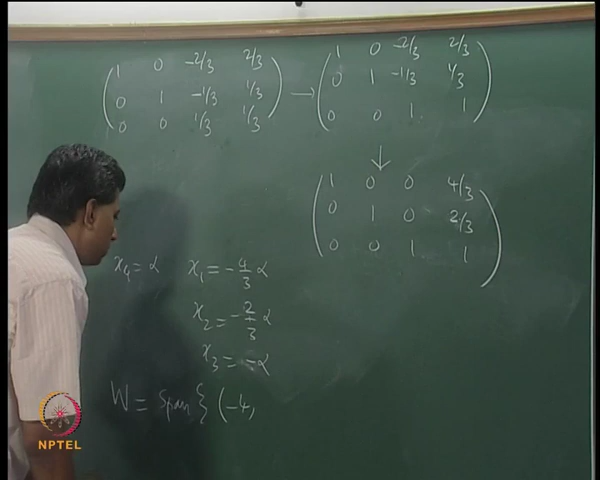 1 0 -2/3 2/3 1 0 -2/3 2/3
0 1 -1/3 1/3 → 0 1 -1/3 1/3
0 0 1/3 1/3 0 0 1 1
↓
1 0 0 4/3
0 1 0 2/3
0 0 1 1
x₄ = α x₁ = -4/3 α
x₂ = -2/3 α
x₃ = -α
W = span { (-4,
NPTEL